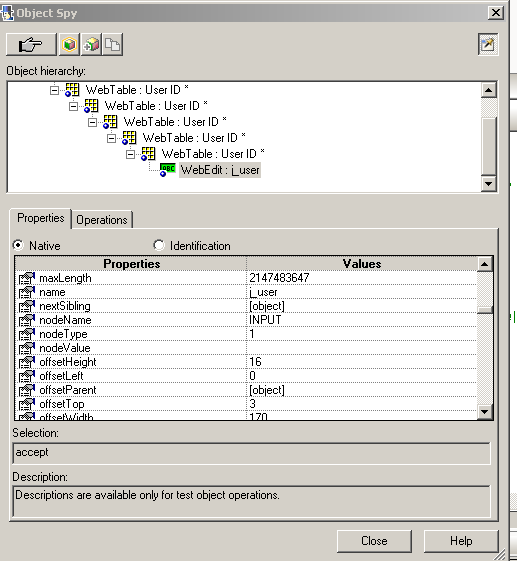 Object Spy
Object hierarchy:
WebTable : User ID *
WebTable : User ID *
WebTable : User ID *
WebTable : User ID *
WebTable : User ID *
ABC WebEdit : j_user
Properties Operations
Native Identification
Properties Values
maxLength 2147483647
name j_user
nextSibling [object]
nodeName INPUT
nodeType 1
nodeValue
offsetHeight 16
offsetLeft 0
offsetParent [object]
offsetTop 3
offsetWidth 170
Selection:
accept
Description:
Descriptions are available only for test object operations.
Close Help